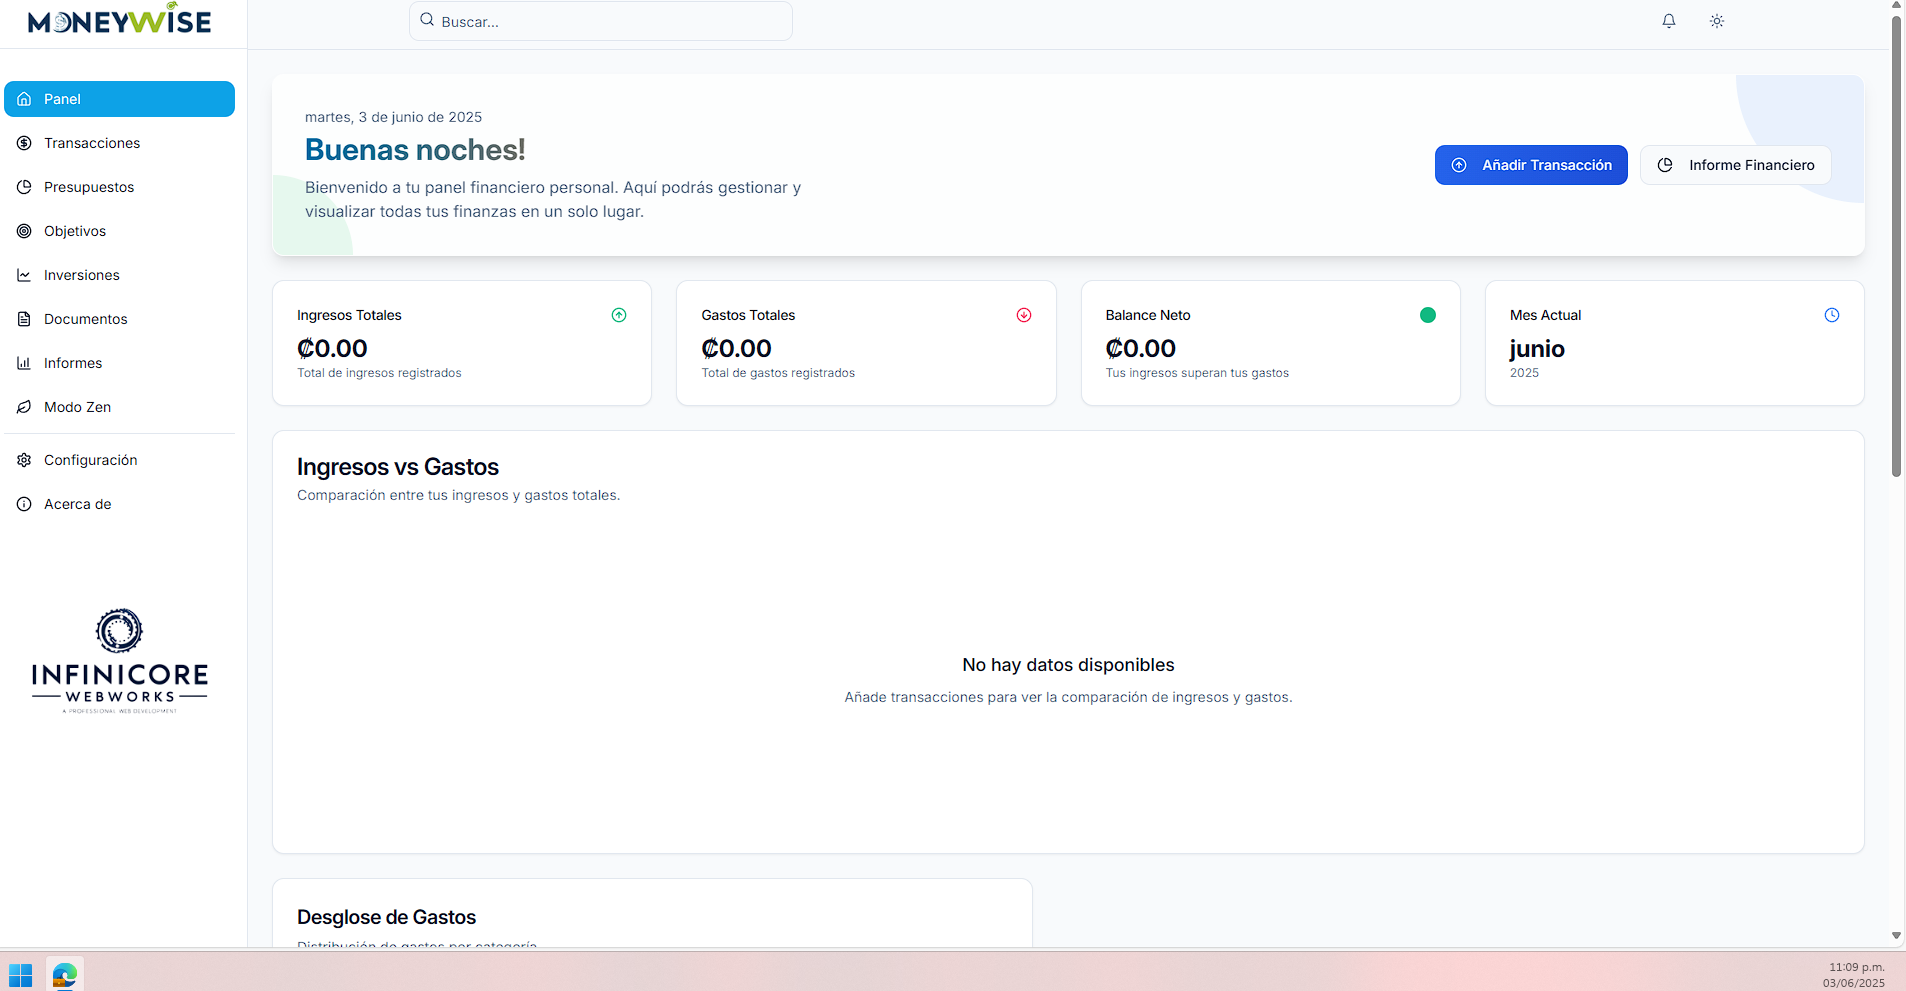 MONEYWISE
Buscar...
Panel
Transacciones
Presupuestos
Objetivos
Inversiones
Documentos
Informes
Modo Zen
Configuración
Acerca de
INFINICORE
WEBWORKS
A PROFESSIONAL WEB DEVELOPMENT
martes, 3 de junio de 2025
Buenas noches!
Bienvenido a tu panel financiero personal. Aquí podrás gestionar y
visualizar todas tus finanzas en un solo lugar.
Añadir Transacción
Informe Financiero
Ingresos Totales
₡0.00
Total de ingresos registrados
Gastos Totales
₡0.00
Total de gastos registrados
Balance Neto
₡0.00
Tus ingresos superan tus gastos
Mes Actual
junio
2025
Ingresos vs Gastos
Comparación entre tus ingresos y gastos totales.
No hay datos disponibles
Añade transacciones para ver la comparación de ingresos y gastos.
Desglose de Gastos
Distribución de gastos por categoría
11:09 p.m.
03/06/2025